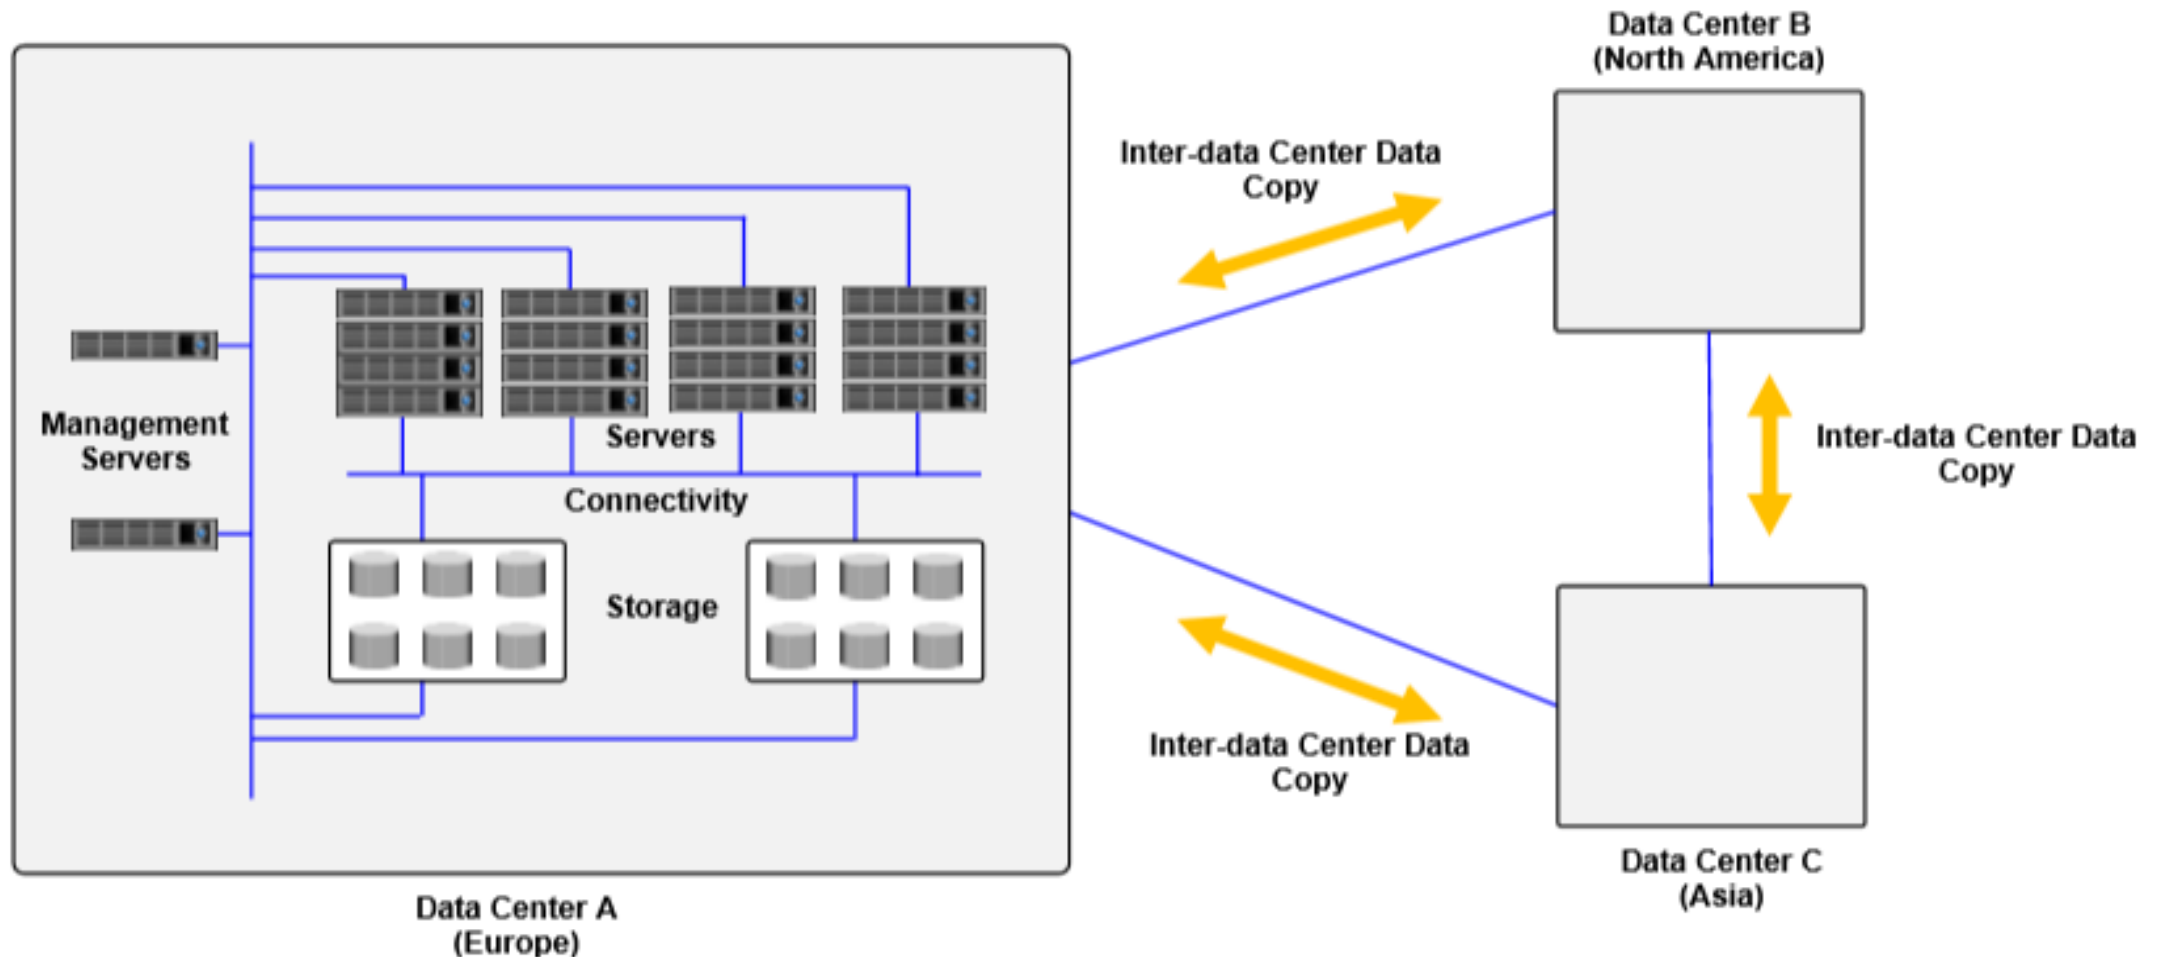 Data Center B
(North America)
Inter-data Center Data
Copy
Management
Servers
Servers
Connectivity
Storage
Inter-data Center Data
Copy
Inter-data Center Data
Copy
Data Center C
(Asia)
Data Center A
(Europe)